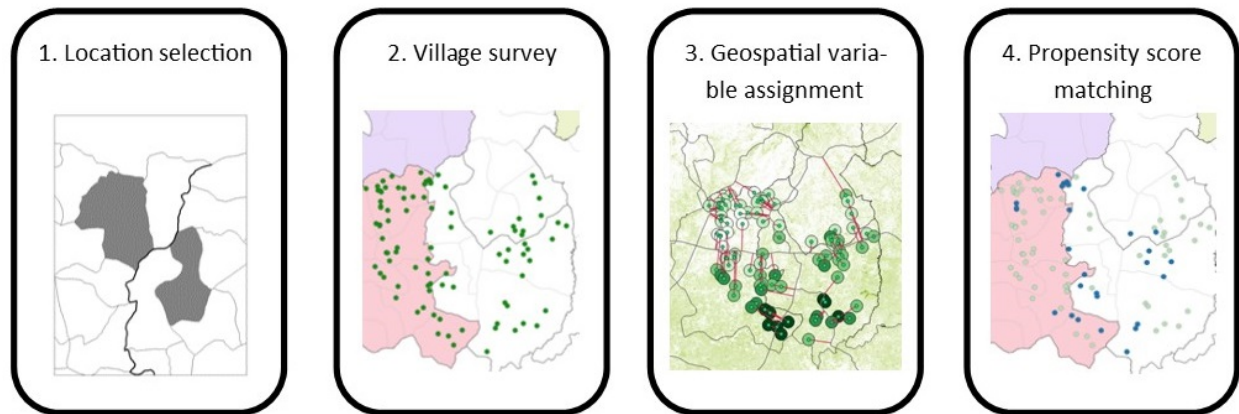 1. Location selection
2. Village survey
3. Geospatial varia-
ble assignment
4. Propensity score
matching